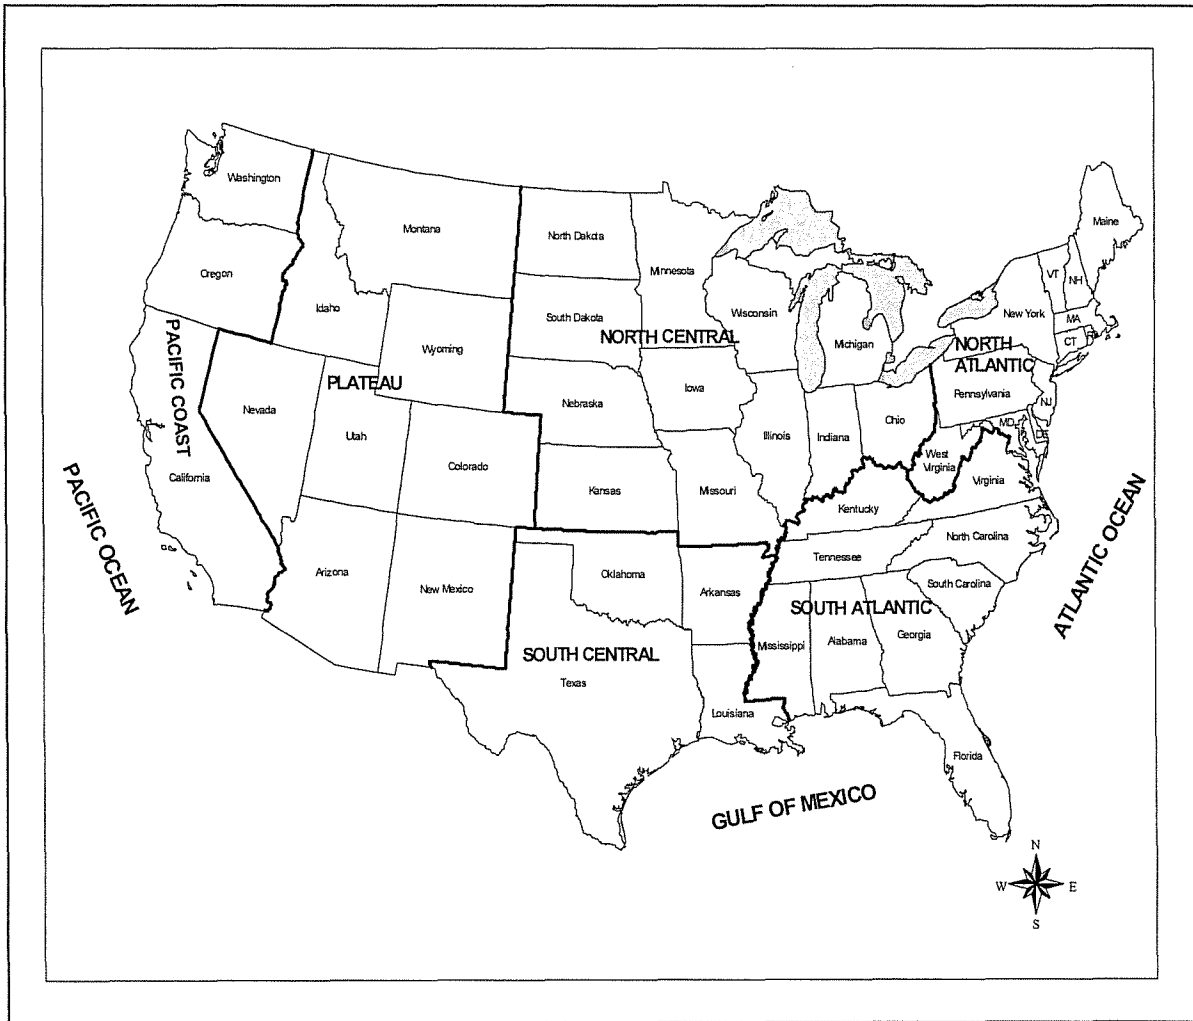 Washington
Montana
North Dakota
Minnesota
Maine
VT
NH
Oregon
Idaho
South Dakota
Wisconsin
New York
MA
PACIFIC COAST
Wyoming
NORTH CENTRAL
Michigan
NORTH
ATLANTIC
CT
RI
PLATEAU
Nevada
Utah
Nebraska
Iowa
Pennsylvania
NJ
Illinois
Indiana
Ohio
MD
DE
California
Colorado
Kansas
Missouri
West
Virginia
Virginia
Kentucky
PACIFIC OCEAN
ATLANTIC OCEAN
North Carolina
Tennessee
Arizona
New Mexico
Oklahoma
Arkansas
South Carolina
SOUTH ATLANTIC
Mississippi
Alabama
Georgia
SOUTH CENTRAL
Texas
Louisiana
Florida
GULF OF MEXICO
N
W
E
S